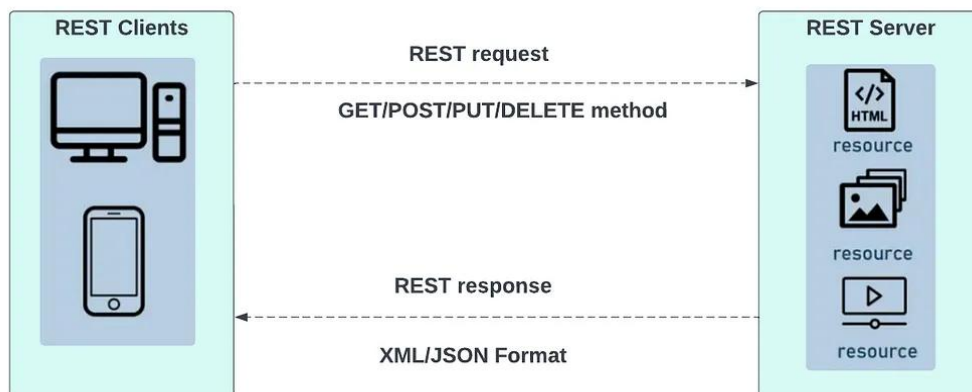 REST Clients
REST request
GET/POST/PUT/DELETE method
REST response
XML/JSON Format
REST Server
</>
HTML
resource
resource
resource